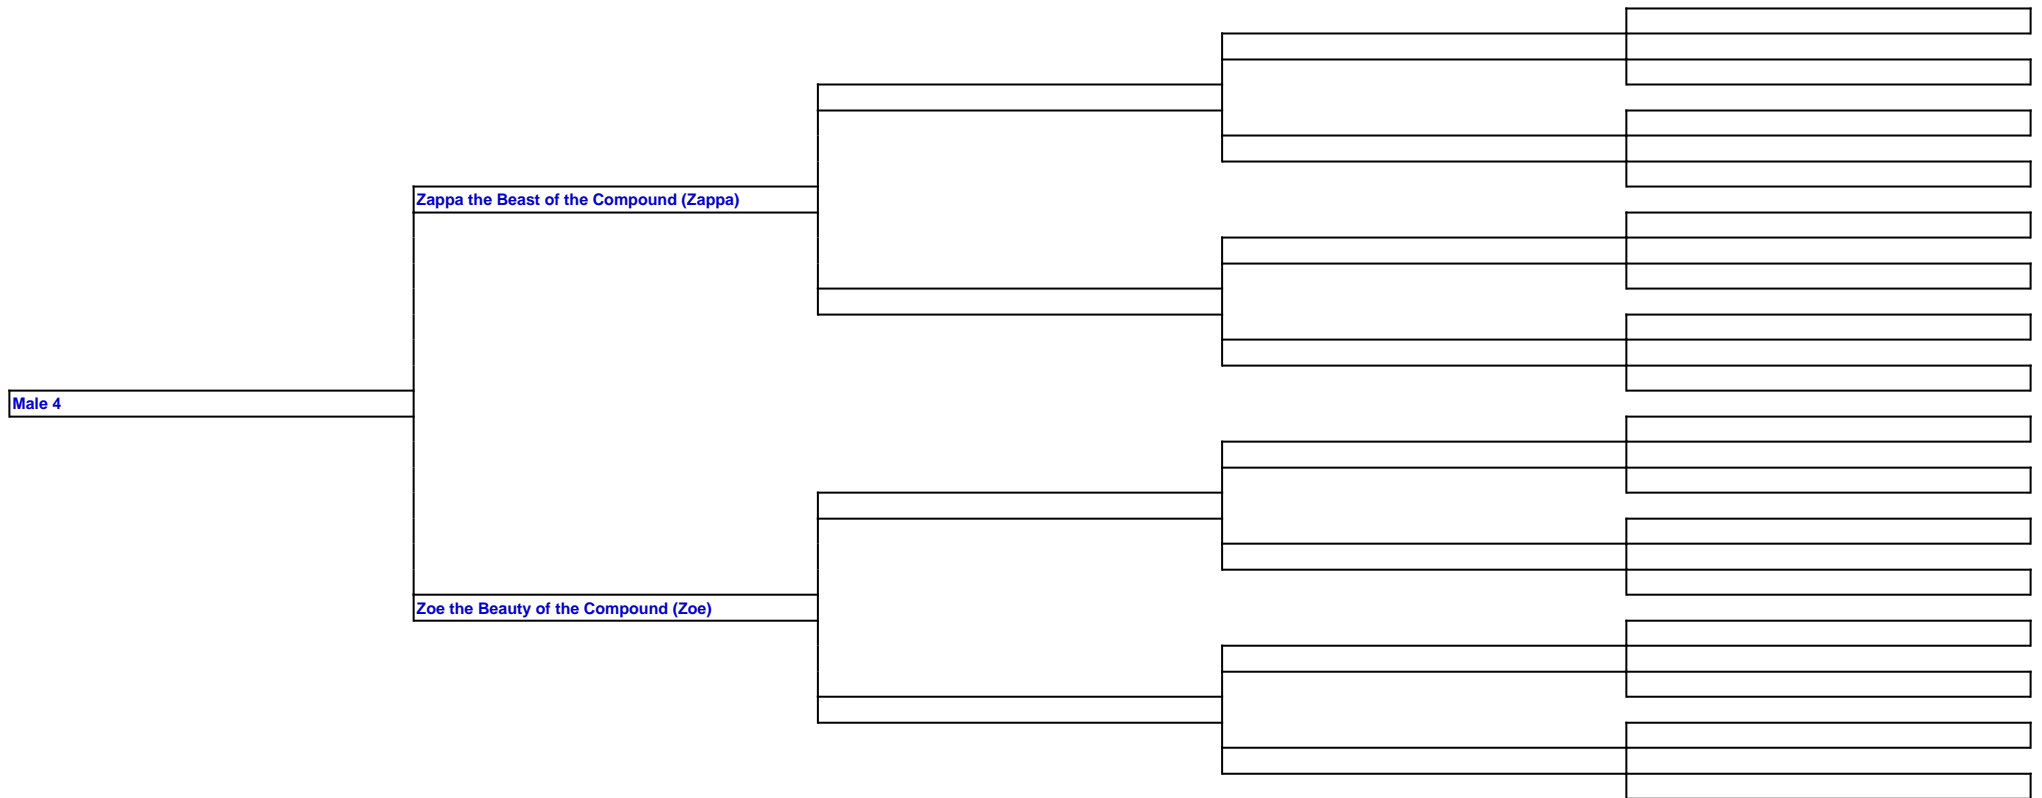 Zappa the Beast of the Compound (Zappa)
Male 4
Zoe the Beauty of the Compound (Zoe)